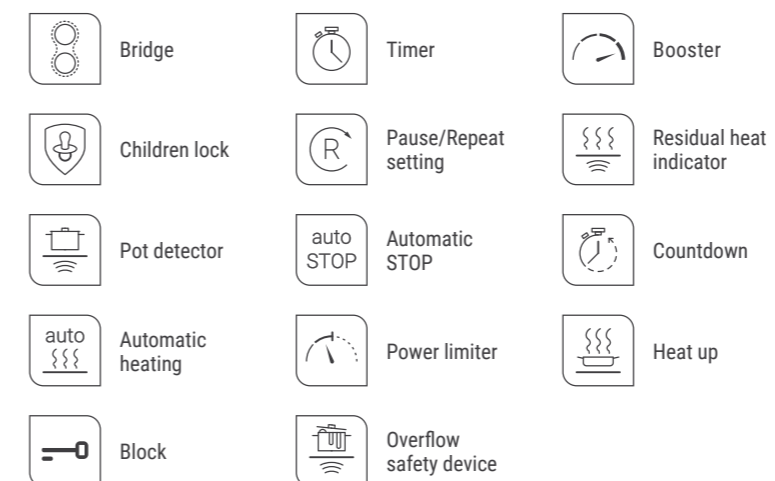 Bridge
Timer
Booster
Children lock
R
Pause/Repeat
setting
Residual heat
indicator
Pot detector
auto
STOP
Automatic
STOP
Countdown
auto
Automatic
heating
Power limiter
Heat up
Block
Overflow
safety device